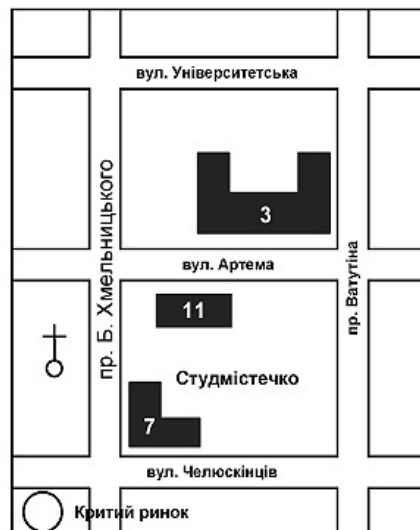 вул. Університетська
пр. Б. Хмельницького
3
вул. Артема
пр. Ватутіна
11
Студмістечко
7
вул. Челюскінців
Критий ринок